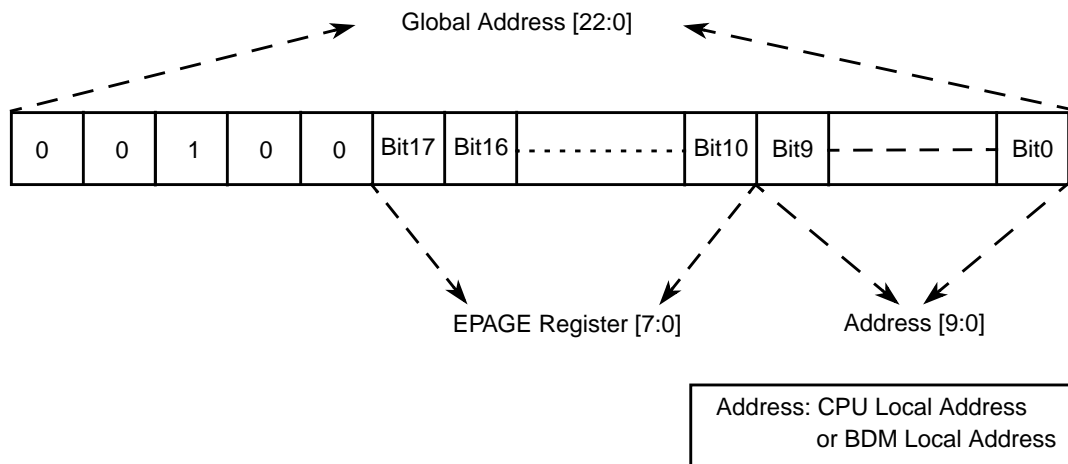 Global Address [22:0]
0 0 1 0 0 Bit17 Bit16 Bit10 Bit9 Bit0
EPAGE Register [7:0] Address [9:0]
Address: CPU Local Address
or BDM Local Address